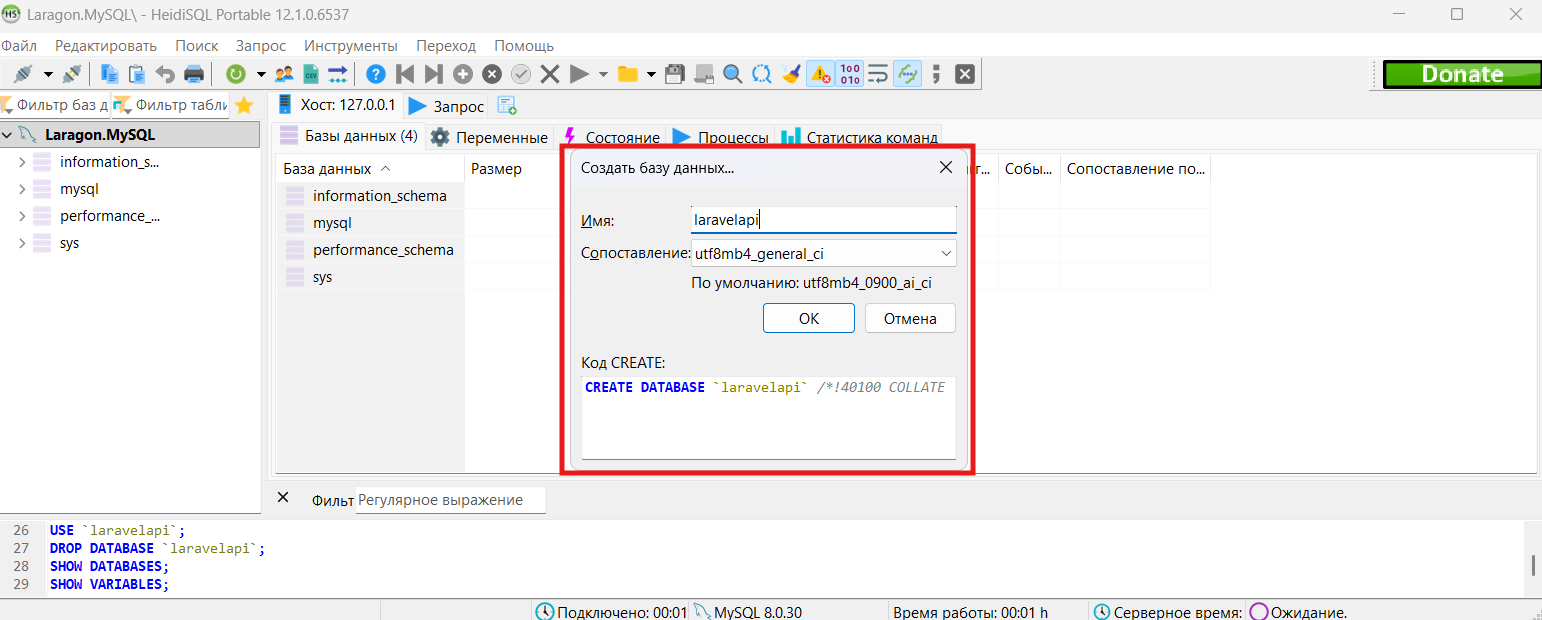 Laragon.MySQL\ - HeidiSQL Portable 12.1.0.6537
Файл Редактировать Поиск Запрос Инструменты Переход Помощь
Donate
Фильтр баз д Фильтр табли Хост: 127.0.0.1 Запрос
Laragon.MySQL
information_s...
mysql
performance_...
sys
Базы данных (4) Переменные Состояние Процессы Статистика команд
База данных Размер Собы... Сопоставление по...
information_schema
mysql
performance_schema
sys
Создать базу данных...
Имя: laravelapi
Сопоставление: utf8mb4_general_ci
По умолчанию: utf8mb4_0900_ai_ci
ОК Отмена
Код CREATE:
CREATE DATABASE `laravelapi` /*!40100 COLLATE
Фильт Регулярное выражение
26 USE `laravelapi`;
27 DROP DATABASE `laravelapi`;
28 SHOW DATABASES;
29 SHOW VARIABLES;
Подключено: 00:01 MySQL 8.0.30 Время работы: 00:01 h Серверное время: Ожидание.